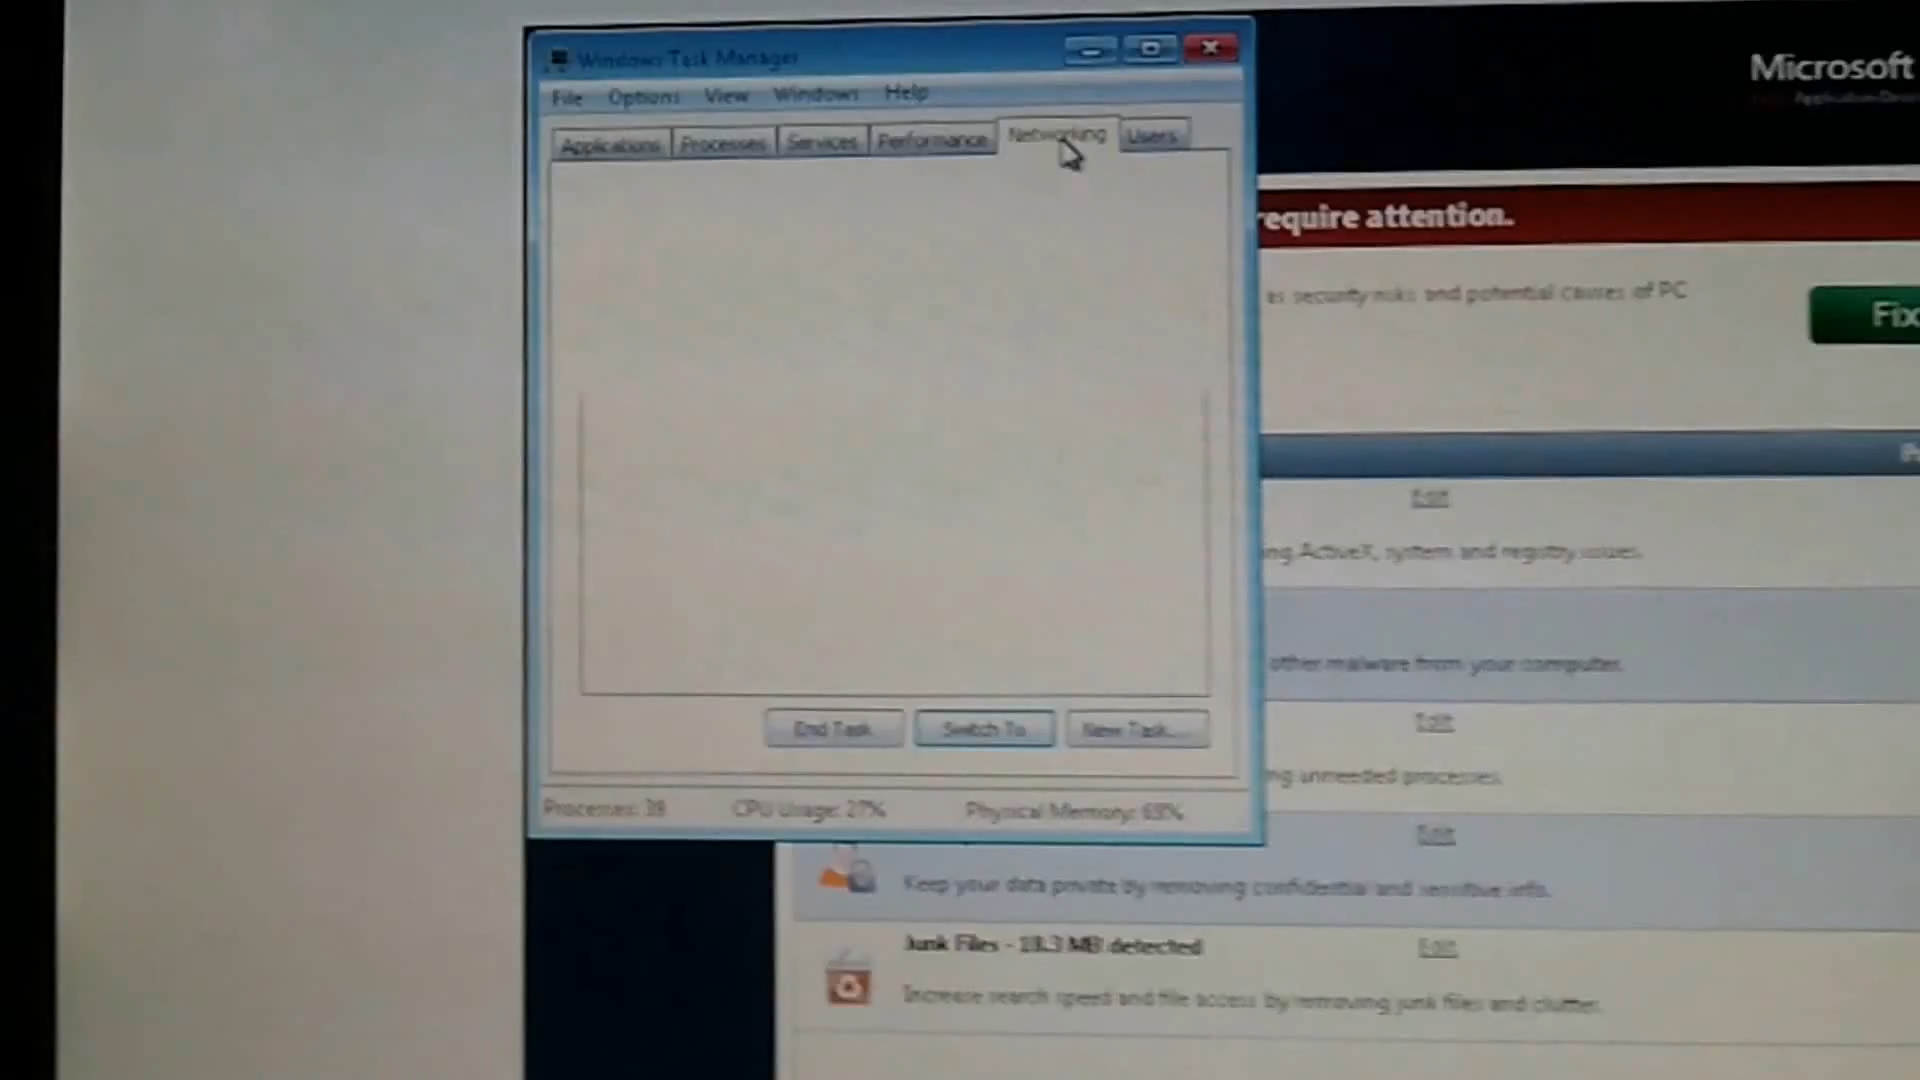 Windows Task Manager
File Options View Windows Help
Applications Processes Services Performance Networking Users
End Task Switch To New Task...
Processes: 39 CPU Usage: 27% Physical Memory: 63%
Microsoft
require attention.
as security risks and potential causes of PC
Fix
Edit
ng ActiveX, system and registry issues.
other malware from your computer.
Edit
ng unneeded processes.
Edit
Keep your data private by removing confidential and sensitive info.
Junk Files - 18.3 MB detected Edit
Increase search speed and file access by removing junk files and clutter.